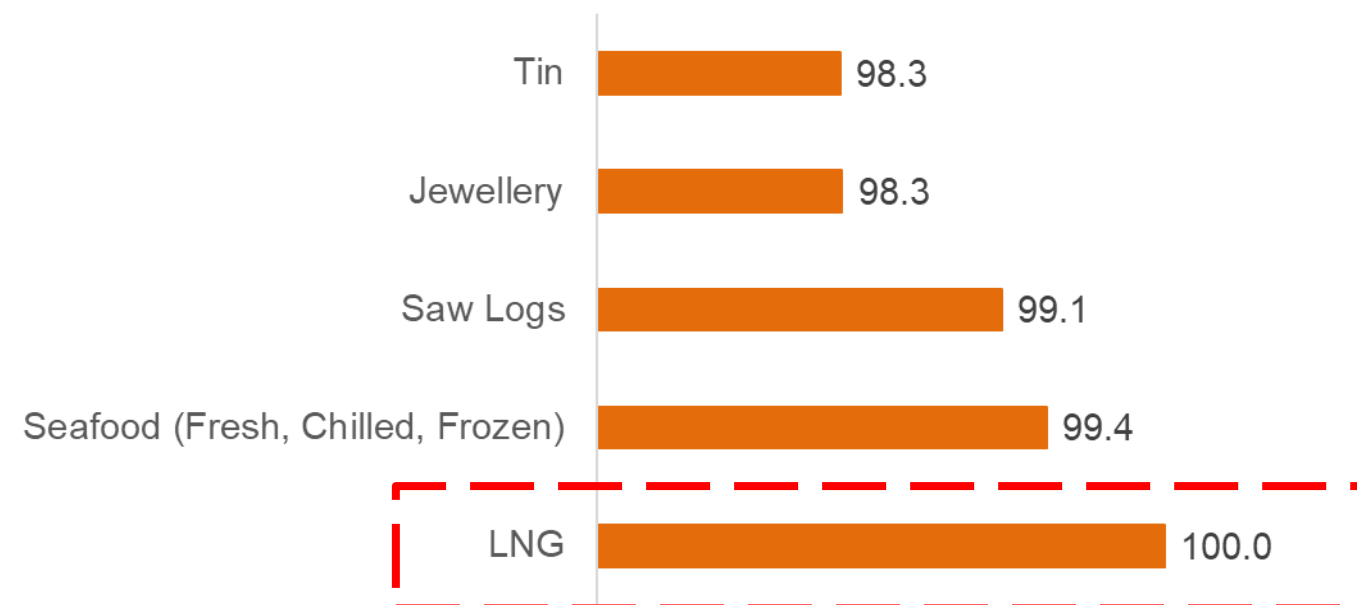 Tin 98.3
Jewellery 98.3
Saw Logs 99.1
Seafood (Fresh, Chilled, Frozen) 99.4
LNG 100.0